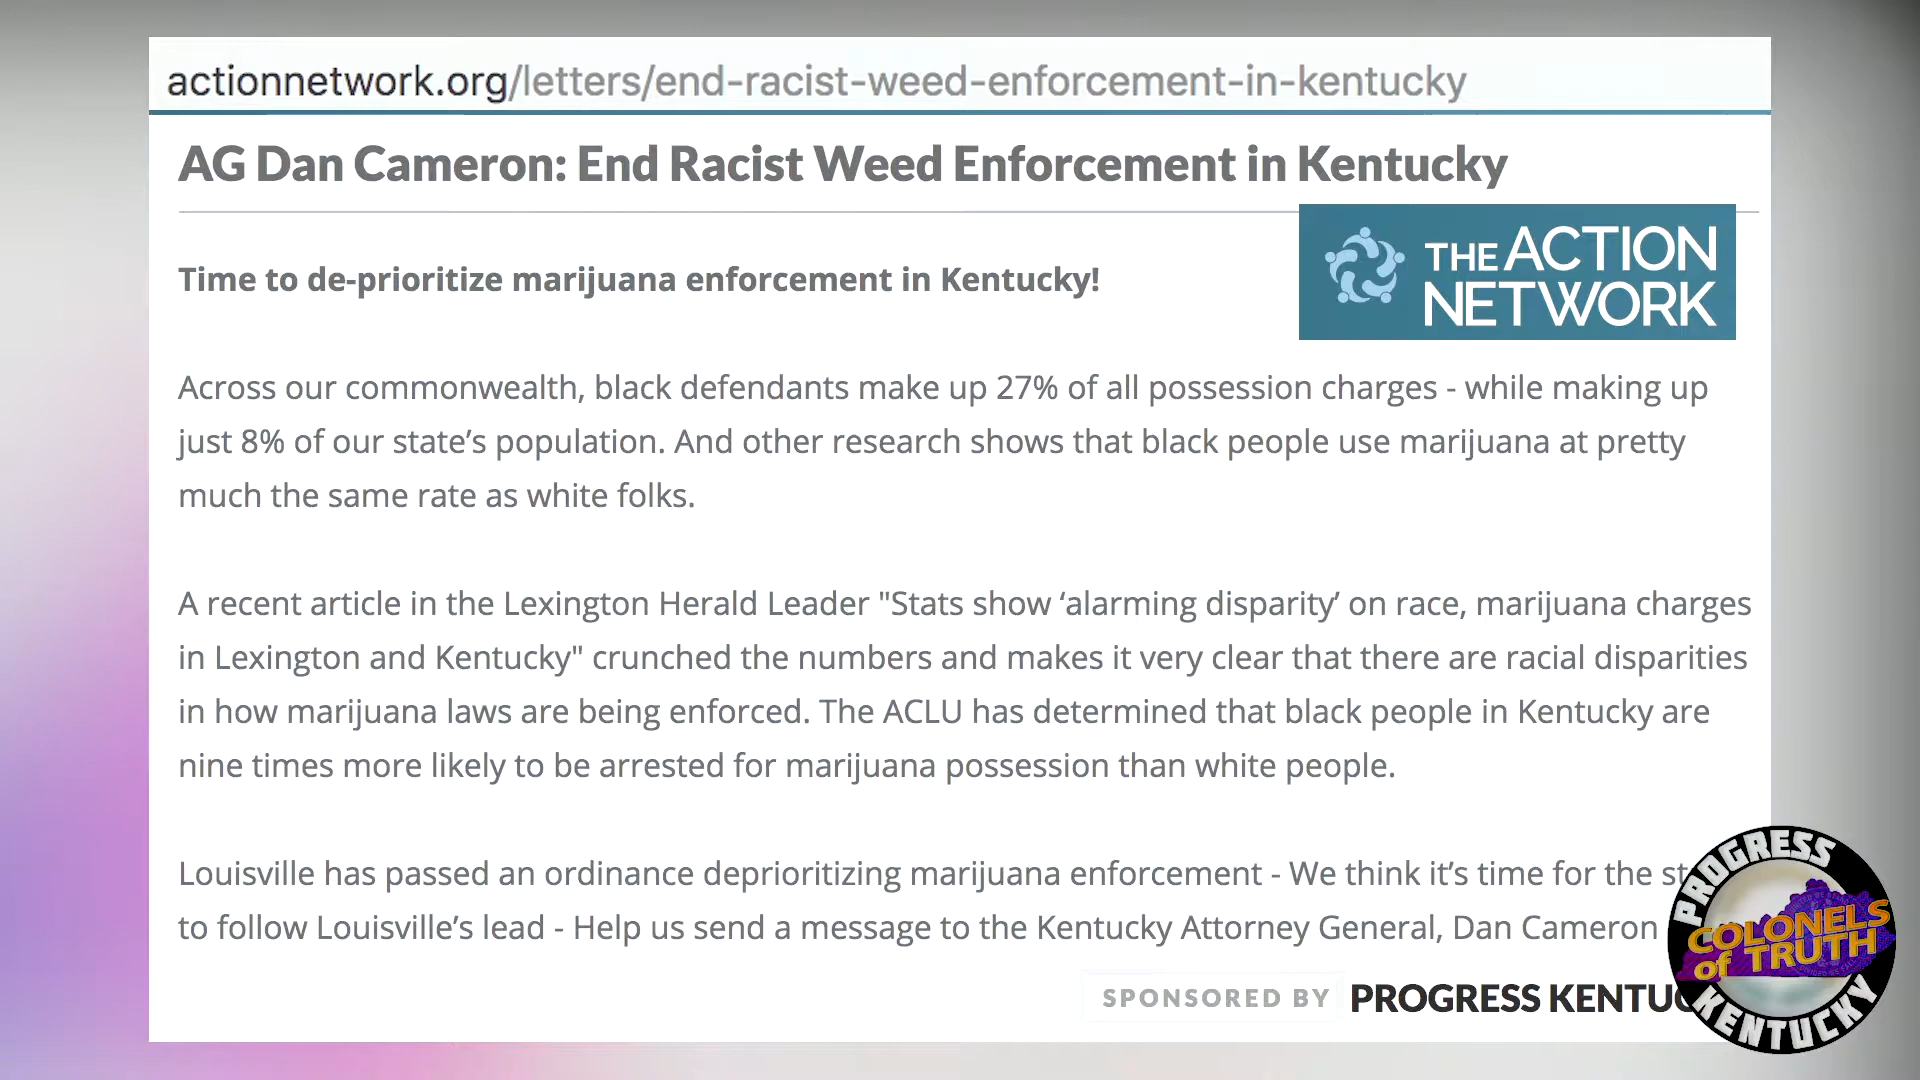 actionnetwork.org/letters/end-racist-weed-enforcement-in-kentucky
AG Dan Cameron: End Racist Weed Enforcement in Kentucky
THE ACTION
NETWORK
Time to de-prioritize marijuana enforcement in Kentucky!
Across our commonwealth, black defendants make up 27% of all possession charges - while making up
just 8% of our state’s population. And other research shows that black people use marijuana at pretty
much the same rate as white folks.
A recent article in the Lexington Herald Leader "Stats show ‘alarming disparity’ on race, marijuana charges
in Lexington and Kentucky" crunched the numbers and makes it very clear that there are racial disparities
in how marijuana laws are being enforced. The ACLU has determined that black people in Kentucky are
nine times more likely to be arrested for marijuana possession than white people.
Louisville has passed an ordinance deprioritizing marijuana enforcement - We think it’s time for the st
to follow Louisville’s lead - Help us send a message to the Kentucky Attorney General, Dan Cameron
SPONSORED BY PROGRESS KENTUC
PROGRESS
COLONELS
of TRUTH
KENTUCKY